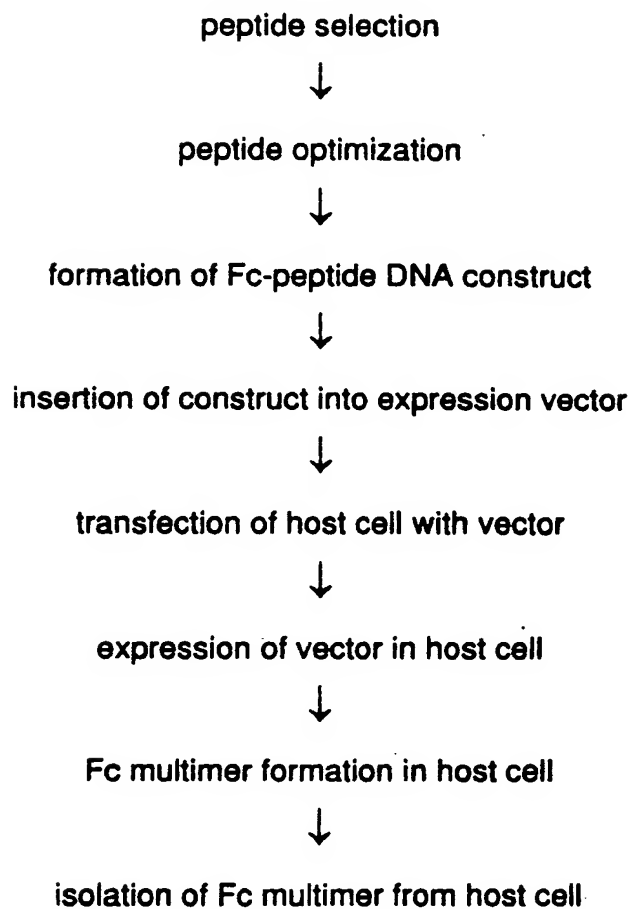 peptide selection
↓
peptide optimization
↓
formation of Fc-peptide DNA construct
↓
insertion of construct into expression vector
↓
transfection of host cell with vector
↓
expression of vector in host cell
↓
Fc multimer formation in host cell
↓
isolation of Fc multimer from host cell